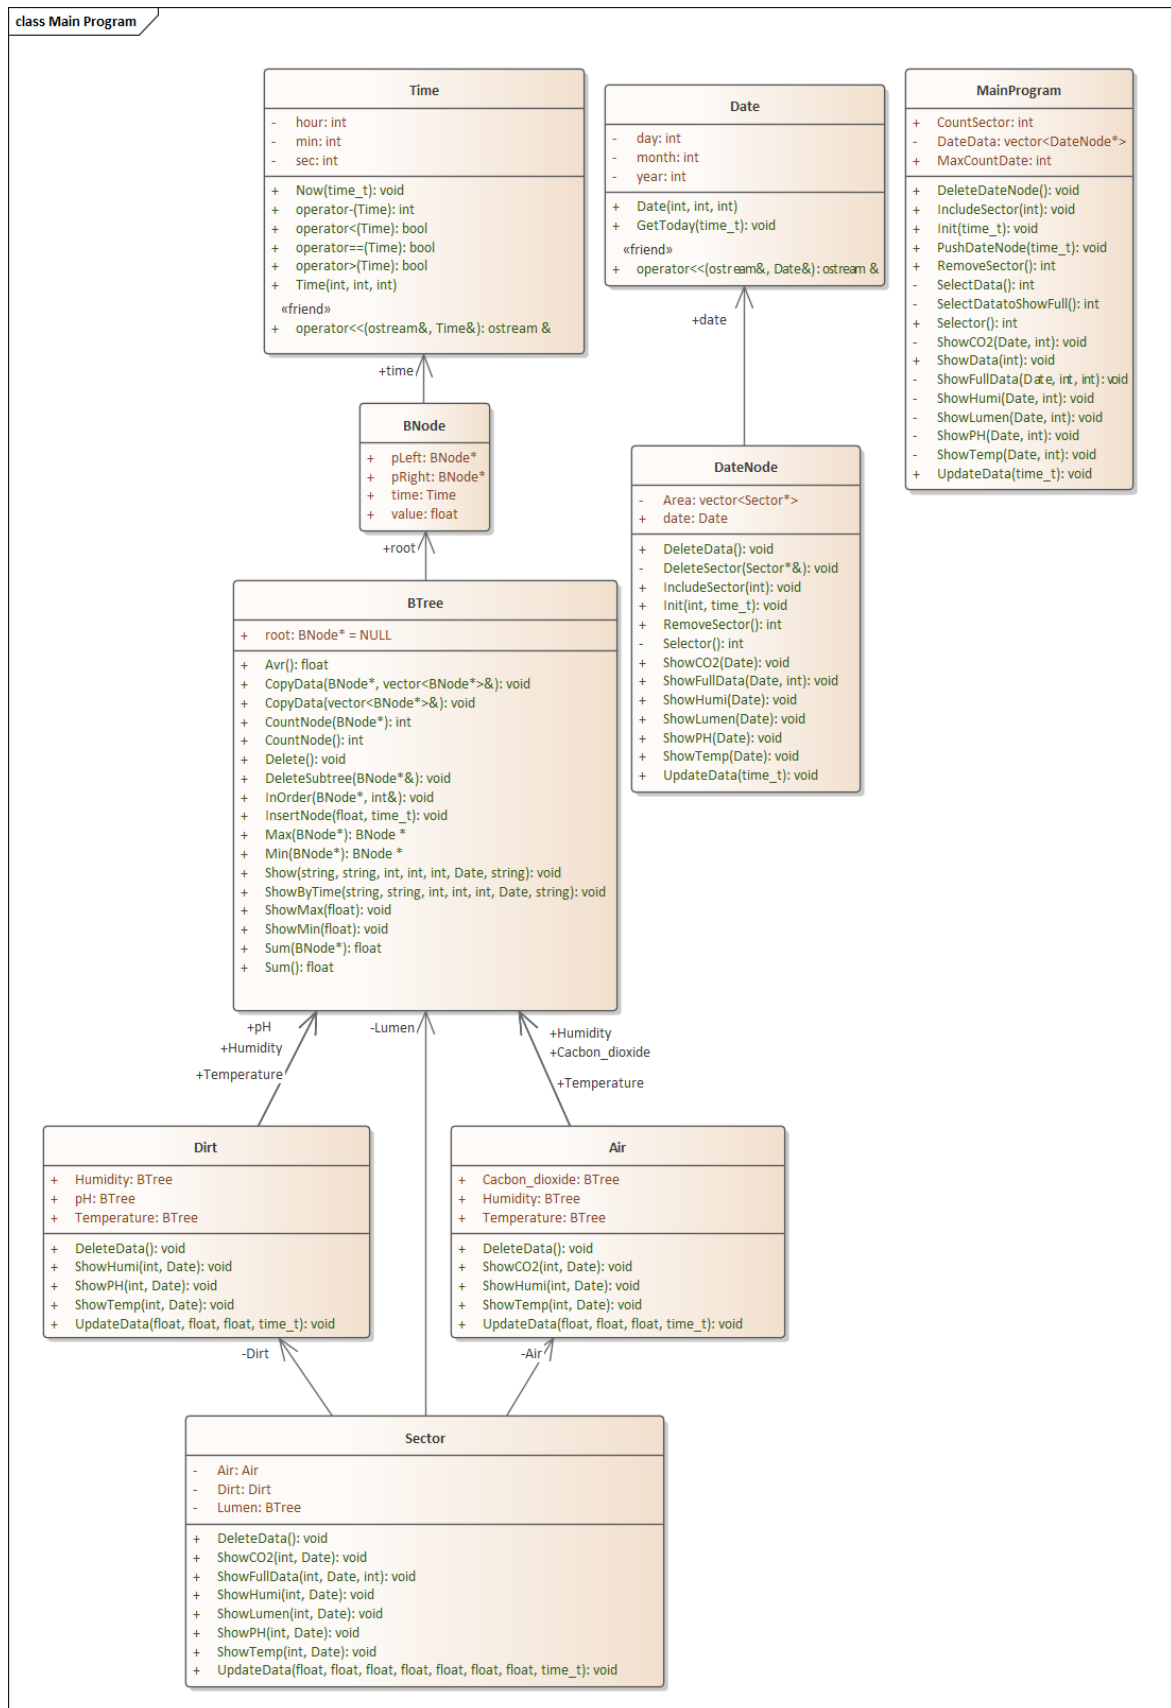 class Main Program
Time
- hour: int
- min: int
- sec: int
+ Now(time_t): void
+ operator-(Time): int
+ operator<(Time): bool
+ operator==(Time): bool
+ operator>(Time): bool
+ Time(int, int, int)
«friend»
+ operator<<(ostream&, Time&): ostream &
Date
- day: int
- month: int
- year: int
+ Date(int, int, int)
+ GetToday(time_t): void
«friend»
+ operator<<(ostream&, Date&): ostream &
MainProgram
+ CountSector: int
- DateData: vector<DateNode*>
+ MaxCountDate: int
+ DeleteDateNode(): void
+ IncludeSector(int): void
+ Init(time_t): void
+ PushDateNode(time_t): void
+ RemoveSector(): int
- SelectData(): int
- SelectDatatoShowFull(): int
+ Selector(): int
- ShowCO2(Date, int): void
+ ShowData(int): void
- ShowFullData(Date, int, int): void
- ShowHumi(Date, int): void
- ShowLumen(Date, int): void
- ShowPH(Date, int): void
- ShowTemp(Date, int): void
+ UpdateData(time_t): void
+time
+date
BNode
+ pLeft: BNode*
+ pRight: BNode*
+ time: Time
+ value: float
DateNode
- Area: vector<Sector*>
+ date: Date
+ DeleteData(): void
- DeleteSector(Sector*&): void
+ IncludeSector(int): void
+ Init(int, time_t): void
+ RemoveSector(): int
- Selector(): int
+ ShowCO2(Date): void
+ ShowFullData(Date, int): void
+ ShowHumi(Date): void
+ ShowLumen(Date): void
+ ShowPH(Date): void
+ ShowTemp(Date): void
+ UpdateData(time_t): void
+root
BTree
+ root: BNode* = NULL
+ Avr(): float
+ CopyData(BNode*, vector<BNode*>&): void
+ CopyData(vector<BNode*>&): void
+ CountNode(BNode*): int
+ CountNode(): int
+ Delete(): void
+ DeleteSubtree(BNode*&): void
+ InOrder(BNode*, int&): void
+ InsertNode(float, time_t): void
+ Max(BNode*): BNode *
+ Min(BNode*): BNode *
+ Show(string, string, int, int, int, Date, string): void
+ ShowByTime(string, string, int, int, int, Date, string): void
+ ShowMax(float): void
+ ShowMin(float): void
+ Sum(BNode*): float
+ Sum(): float
+pH
+Humidity
+Temperature
-Lumen
+Humidity
+Cacbon_dioxide
+Temperature
Dirt
+ Humidity: BTree
+ pH: BTree
+ Temperature: BTree
+ DeleteData(): void
+ ShowHumi(int, Date): void
+ ShowPH(int, Date): void
+ ShowTemp(int, Date): void
+ UpdateData(float, float, float, time_t): void
Air
+ Cacbon_dioxide: BTree
+ Humidity: BTree
+ Temperature: BTree
+ DeleteData(): void
+ ShowCO2(int, Date): void
+ ShowHumi(int, Date): void
+ ShowTemp(int, Date): void
+ UpdateData(float, float, float, time_t): void
-Dirt
-Air
Sector
- Air: Air
- Dirt: Dirt
- Lumen: BTree
+ DeleteData(): void
+ ShowCO2(int, Date): void
+ ShowFullData(int, Date, int): void
+ ShowHumi(int, Date): void
+ ShowLumen(int, Date): void
+ ShowPH(int, Date): void
+ ShowTemp(int, Date): void
+ UpdateData(float, float, float, float, float, float, float, time_t): void